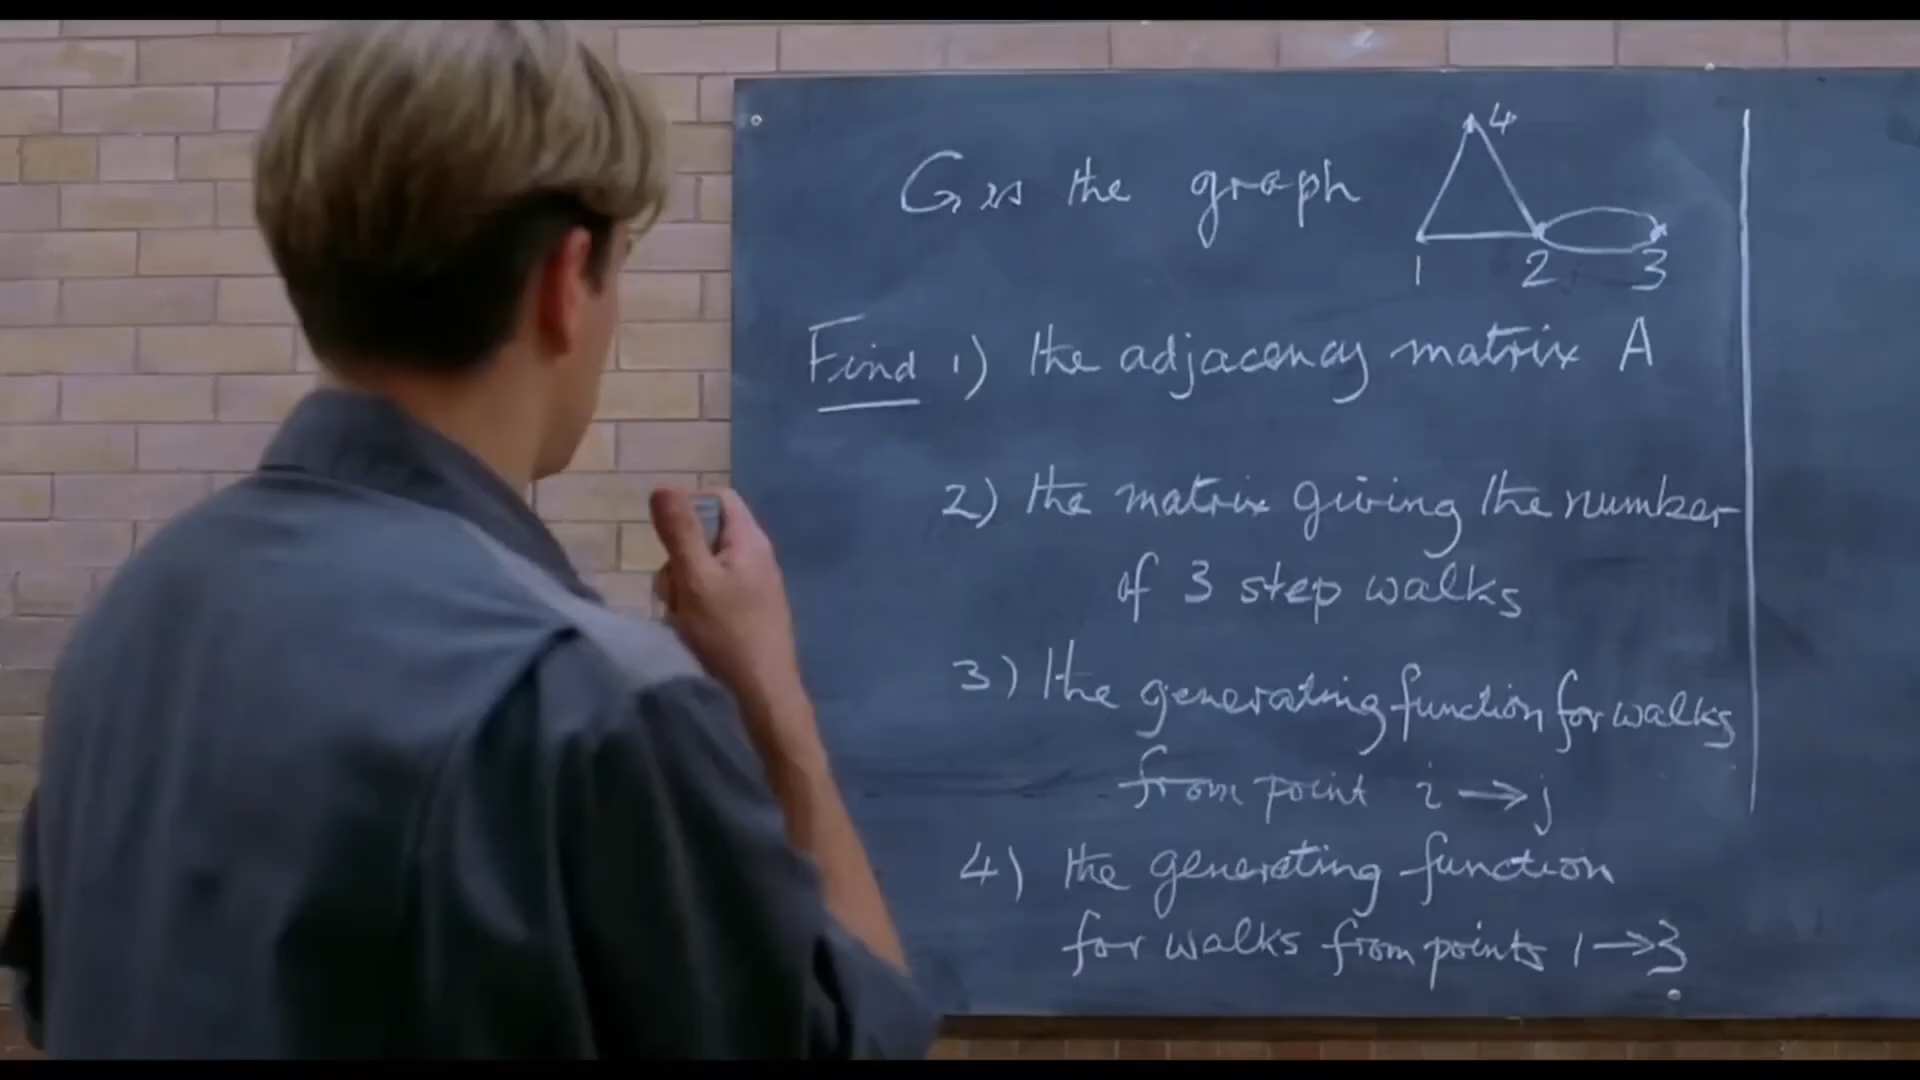 G is the graph
4
1 2 3
Find 1) the adjacency matrix A
2) the matrix giving the number
of 3 step walks
3) the generating function for walks
from point i → j
4) the generating function
for walks from points 1 → 3